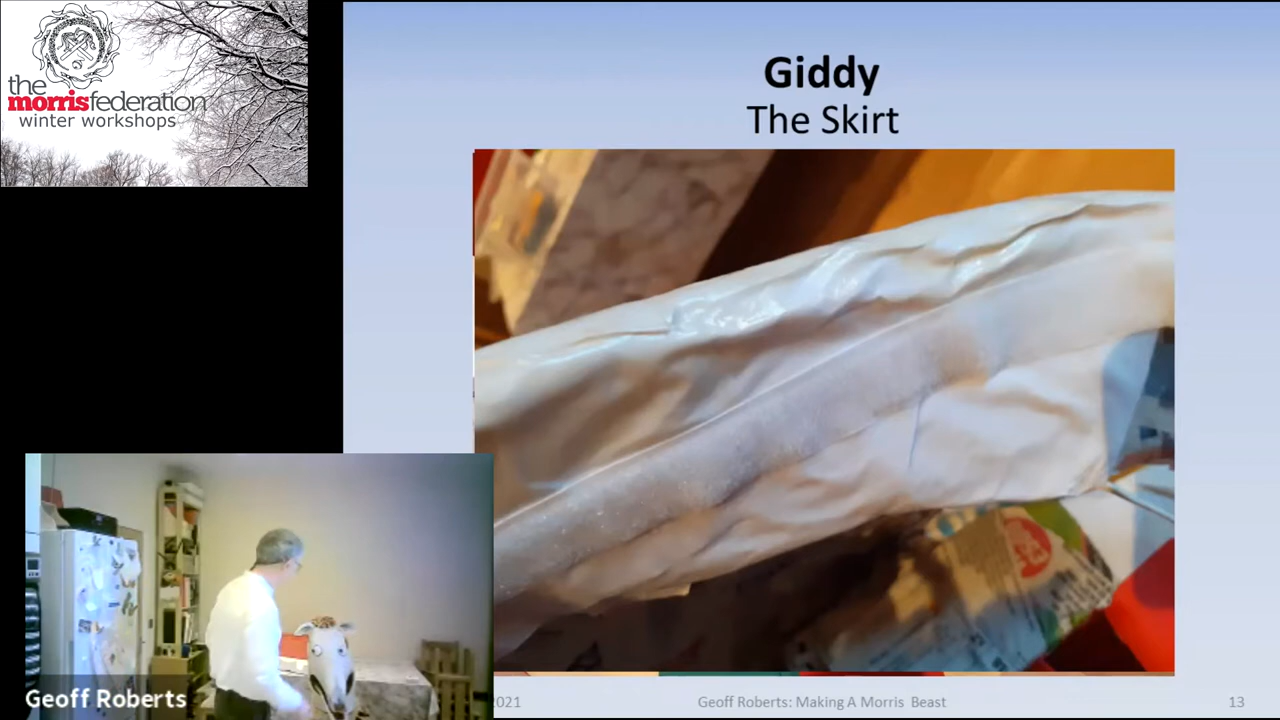 the
morrisfederation
winter workshops
Giddy
The Skirt
Geoff Roberts
2021
Geoff Roberts: Making A Morris Beast
13